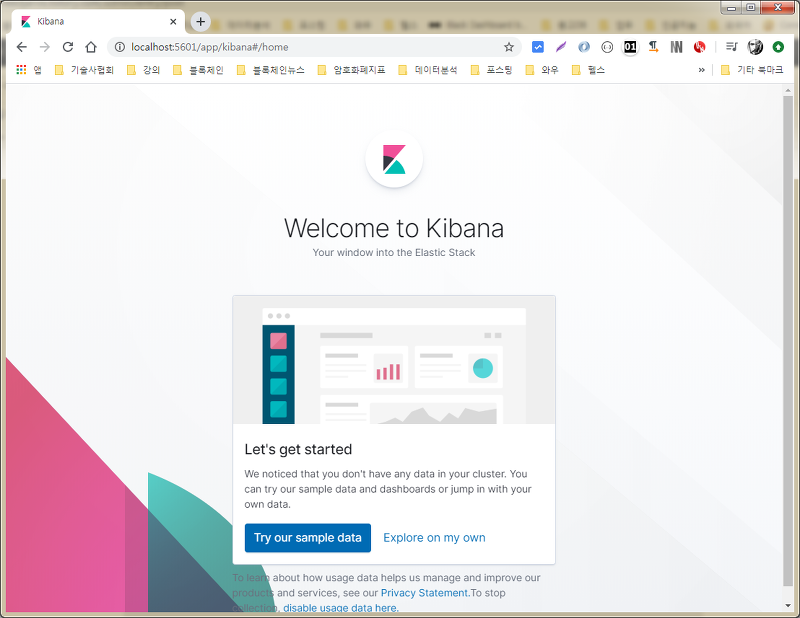 Kibana
localhost:5601/app/kibana#/home
01
앱 기술사협회 강의 블록체인 블록체인뉴스 암호화폐지표 데이터분석 포스팅 와우 헬스 » 기타 북마크
Welcome to Kibana
Your window into the Elastic Stack
Let's get started
We noticed that you don't have any data in your cluster. You
can try our sample data and dashboards or jump in with your
own data.
Try our sample data Explore on my own
To learn about how usage data helps us manage and improve our
products and services, see our Privacy Statement.To stop
collection, disable usage data here.